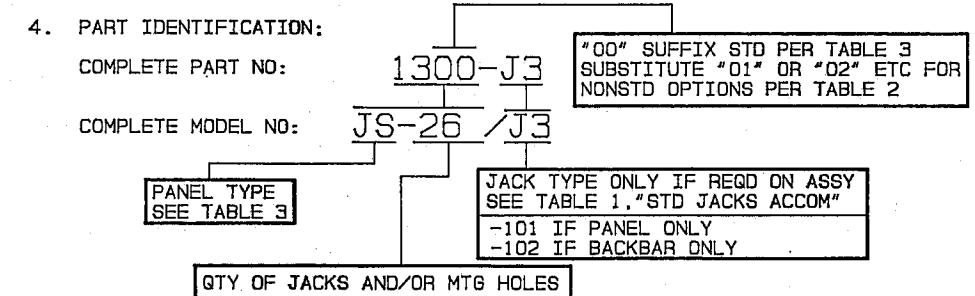 4. PART IDENTIFICATION:
COMPLETE PART NO: 1300-J3
"00" SUFFIX STD PER TABLE 3
SUBSTITUTE "01" OR "02" ETC FOR
NONSTD OPTIONS PER TABLE 2
COMPLETE MODEL NO: JS-26 /J3
PANEL TYPE
SEE TABLE 3
JACK TYPE ONLY IF REQD ON ASSY
SEE TABLE 1,"STD JACKS ACCOM"
-101 IF PANEL ONLY
-102 IF BACKBAR ONLY
QTY OF JACKS AND/OR MTG HOLES